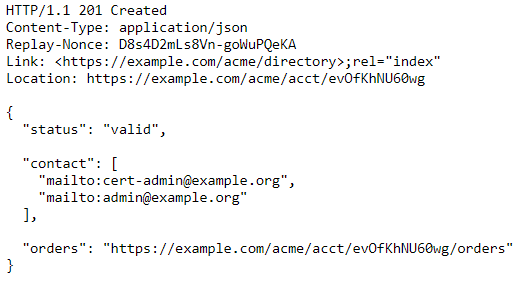 HTTP/1.1 201 Created
Content-Type: application/json
Replay-Nonce: D8s4D2mLs8Vn-goWuPQeKA
Link: <https://example.com/acme/directory>;rel="index"
Location: https://example.com/acme/acct/evOfKhNU60wg

{
  "status": "valid",

  "contact": [
    "mailto:cert-admin@example.org",
    "mailto:admin@example.org"
  ],

  "orders": "https://example.com/acme/acct/evOfKhNU60wg/orders"
}